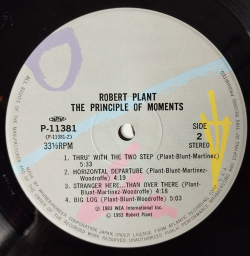 ROBERT PLANT
THE PRINCIPLE OF MOMENTS
P-11381
(P-11381-2)
33⅓RPM
SIDE
2
STEREO
1. THRU' WITH THE TWO STEP (Plant-Blunt-Martinez)
5:33
2. HORIZONTAL DEPARTURE (Plant-Blunt-Martinez-
Woodroffe) 4:19
3. STRANGER HERE...THAN OVER THERE (Plant-
Blunt-Martinez-Woodroffe) 4:18
4. BIG LOG (Plant-Blunt-Woodroffe) 5:03
℗ 1983 WEA International Inc.
© 1983 Robert Plant.